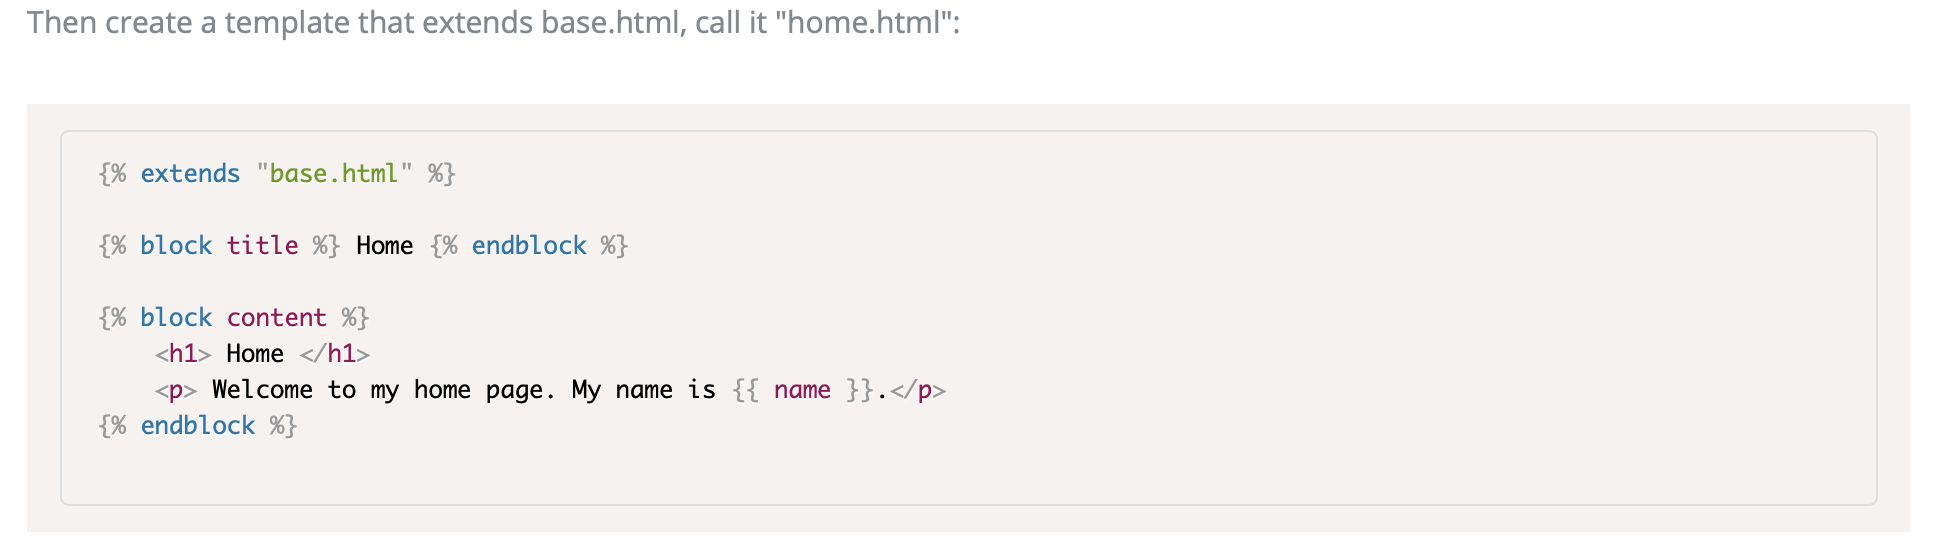 Then create a template that extends base.html, call it "home.html":
{% extends "base.html" %}
{% block title %} Home {% endblock %}
{% block content %}
    <h1> Home </h1>
    <p> Welcome to my home page. My name is {{ name }}.</p>
{% endblock %}